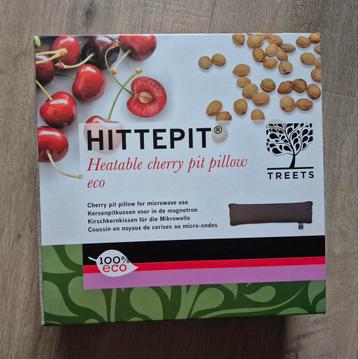 HITTEPIT®
Heatable cherry pit pillow
eco
TREETS
Cherry pit pillow for microwave use
Kersenpitkussen voor in de magnetron
Kirschkernkissen für die Mikrowelle
Coussin en noyaux de cerises au micro-ondes
100%
eco